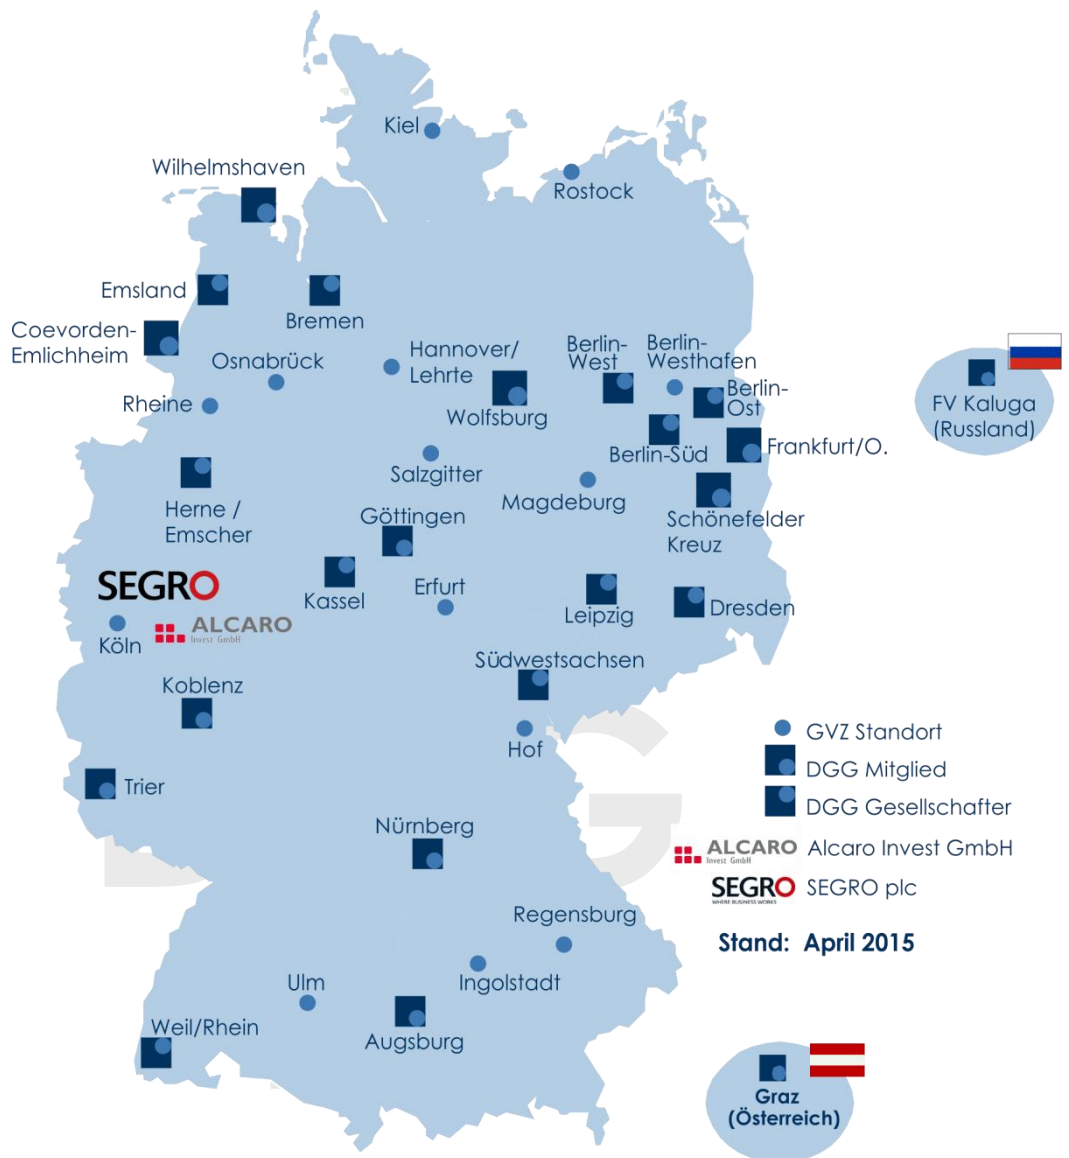 Kiel
Wilhelmshaven
Rostock
Emsland
Bremen
Coevorden-
Emlichheim
Osnabrück
Hannover/
Lehrte
Berlin-
West
Berlin-
Westhafen
Berlin-
Ost
Rheine
Wolfsburg
FV Kaluga
(Russland)
Berlin-Süd
Frankfurt/O.
Salzgitter
Magdeburg
Herne /
Emscher
Göttingen
Schönefelder
Kreuz
SEGRO
Kassel
Erfurt
Leipzig
Dresden
Köln
ALCARO
Invest GmbH
Südwestsachsen
Koblenz
Hof
GVZ Standort
DGG Mitglied
Trier
DGG Gesellschafter
Nürnberg
ALCARO
Invest GmbH
Alcaro Invest GmbH
SEGRO
WHERE BUSINESS WORKS
SEGRO plc
Regensburg
Stand: April 2015
Ingolstadt
Ulm
Weil/Rhein
Augsburg
Graz
(Österreich)